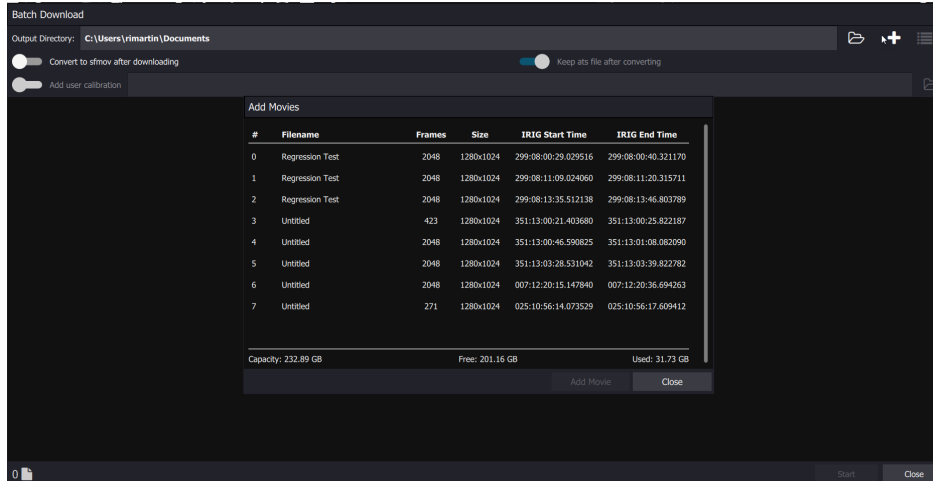 Batch Download
Output Directory: C:\Users\rimartin\Documents
Convert to sfmov after downloading Keep ats file after converting
Add user calibration
Add Movies
# Filename Frames Size IRIG Start Time IRIG End Time
0 Regression Test 2048 1280x1024 299:08:00:29.029516 299:08:00:40.321170
1 Regression Test 2048 1280x1024 299:08:11:09.024060 299:08:11:20.315711
2 Regression Test 2048 1280x1024 299:08:13:35.512138 299:08:13:46.803789
3 Untitled 423 1280x1024 351:13:00:21.403680 351:13:00:25.822187
4 Untitled 2048 1280x1024 351:13:00:46.590825 351:13:01:08.082090
5 Untitled 2048 1280x1024 351:13:03:28.531042 351:13:03:39.822782
6 Untitled 2048 1280x1024 007:12:20:15.147840 007:12:20:36.694263
7 Untitled 271 1280x1024 025:10:56:14.073529 025:10:56:17.609412
Capacity: 232.89 GB Free: 201.16 GB Used: 31.73 GB
Add Movie Close
0 Start Close